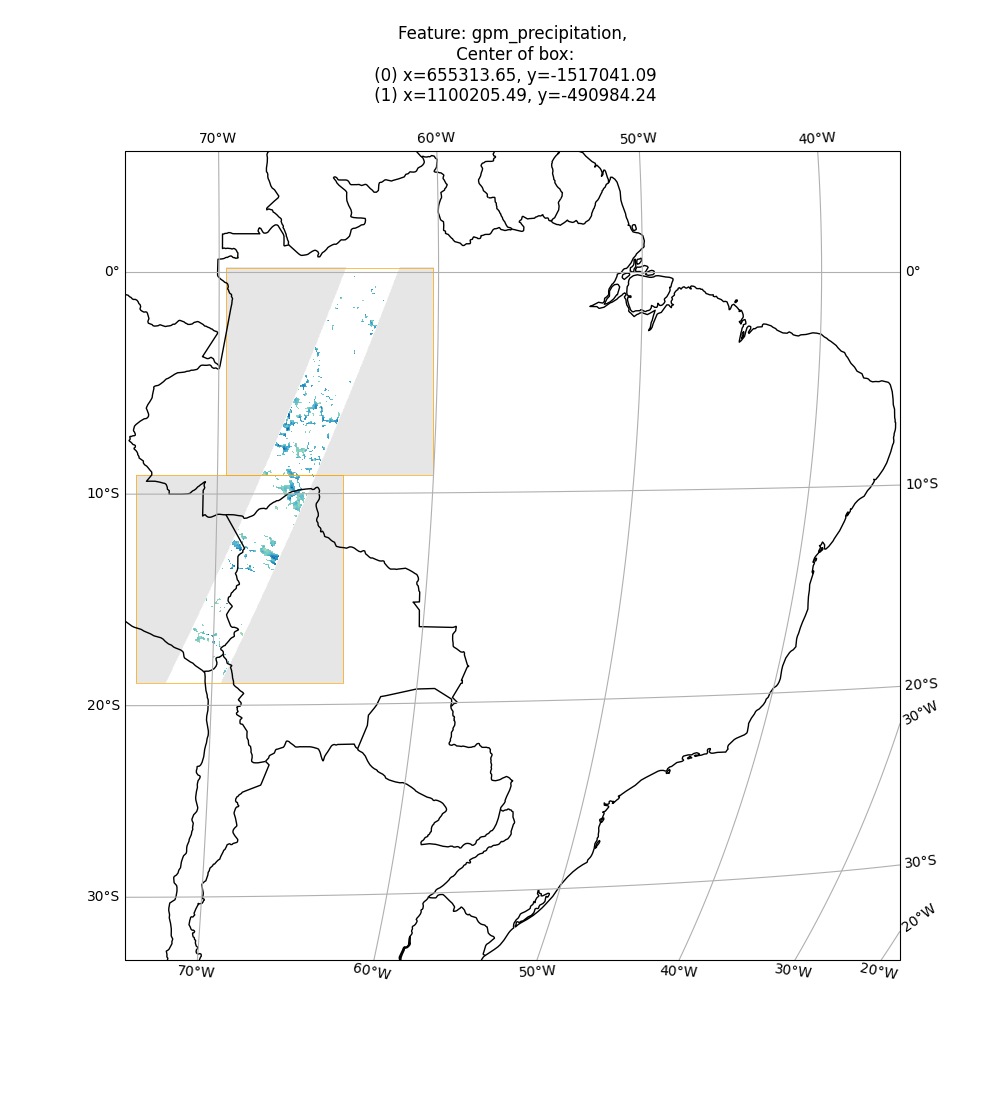 Feature: gpm_precipitation,
Center of box:
(0) x=655313.65, y=-1517041.09
(1) x=1100205.49, y=-490984.24
70°W 60°W 50°W 40°W
0° 0°
10°S 10°S
20°S 20°S
30°W
30°S 30°S
20°W
70°W 60°W 50°W 40°W 30°W 20°W